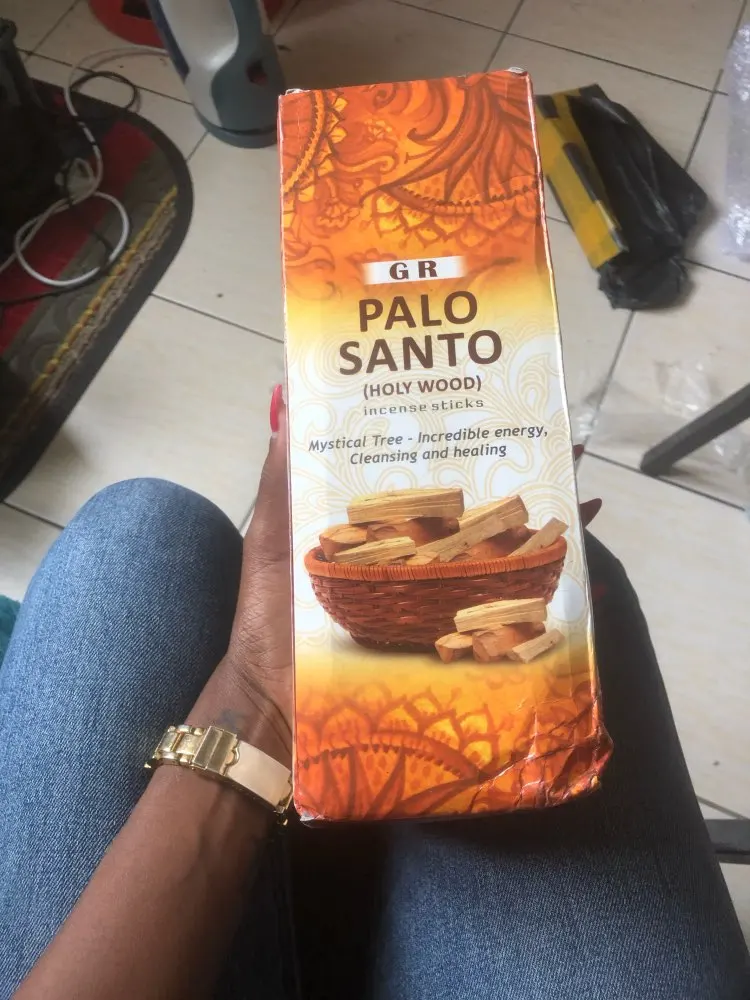 GR
PALO
SANTO
(HOLY WOOD)
incense sticks
Mystical Tree - Incredible energy,
Cleansing and healing